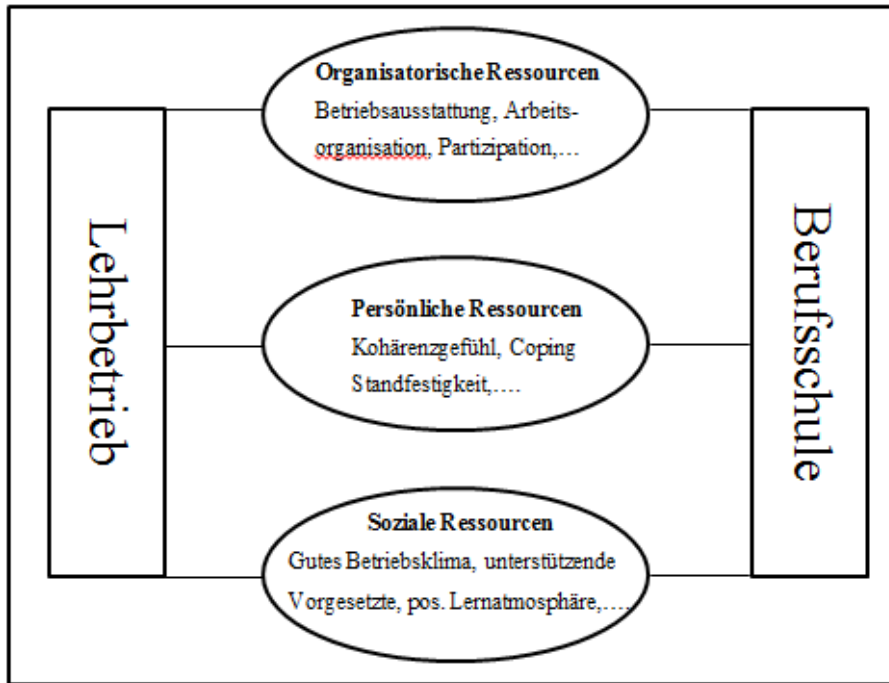 Organisatorische Ressourcen
Betriebsausstattung, Arbeits-
organisation, Partizipation,…
Lehrbetrieb
Persönliche Ressourcen
Kohärenzgefühl, Coping
Standfestigkeit,….
Berufsschule
Soziale Ressourcen
Gutes Betriebsklima, unterstützende
Vorgesetzte, pos. Lernatmosphäre,….